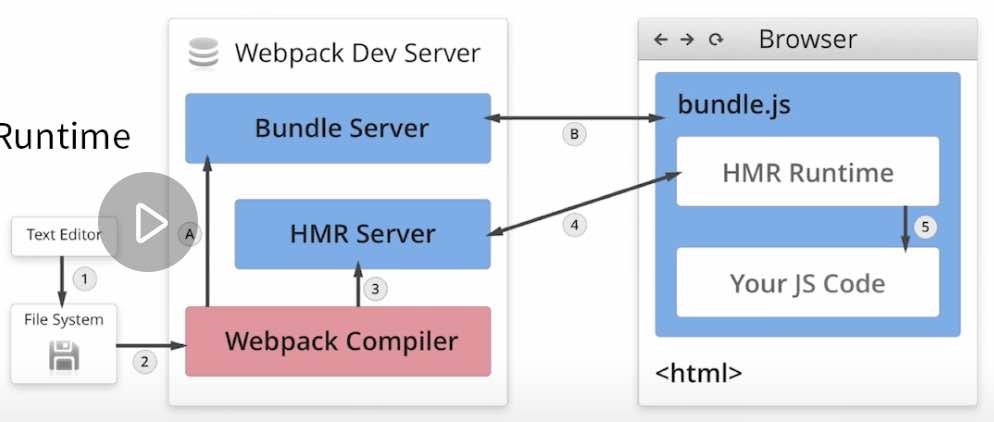 Webpack Dev Server
Browser
bundle.js
Bundle Server
B
Runtime
HMR Runtime
4
5
A
Text Editor
HMR Server
1
3
Your JS Code
File System
Webpack Compiler
2
<html>